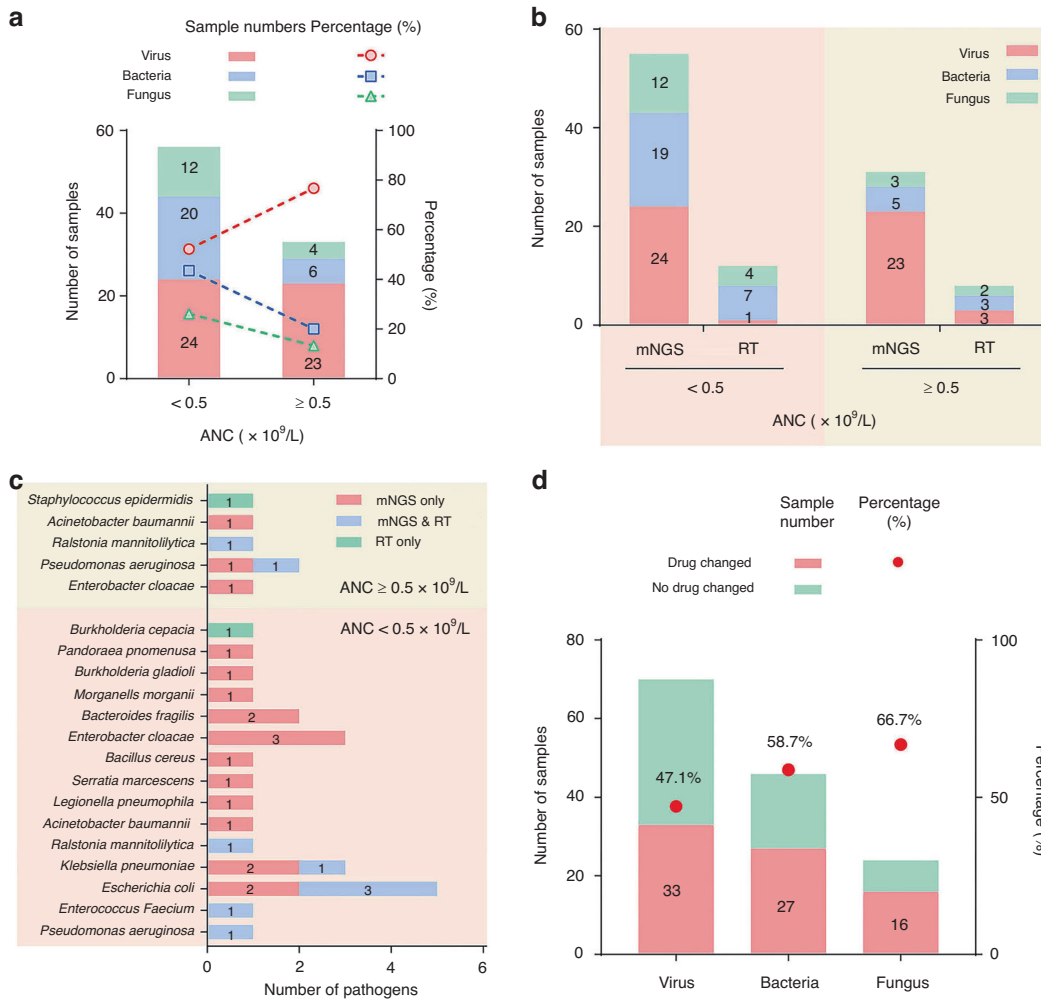 a
Sample numbers Percentage (%)
Virus
Bacteria
Fungus
60
40
20
0
Number of samples
12
20
24
4
6
23
100
80
60
40
20
0
Percentage (%)
< 0.5
≥ 0.5
ANC ( × 10⁹/L)
b
60
40
20
0
Number of samples
Virus
Bacteria
Fungus
12
19
24
4
7
1
3
5
23
2
3
3
mNGS RT mNGS RT
< 0.5 ≥ 0.5
ANC ( × 10⁹/L)
c
mNGS only
mNGS & RT
RT only
Staphylococcus epidermidis 1
Acinetobacter baumannii 1
Ralstonia mannitolilytica 1
Pseudomonas aeruginosa 1 1
Enterobacter cloacae 1
ANC ≥ 0.5 × 10⁹/L
ANC < 0.5 × 10⁹/L
Burkholderia cepacia 1
Pandoraea pnomenusa 1
Burkholderia gladioli 1
Morganells morganii 1
Bacteroides fragilis 2
Enterobacter cloacae 3
Bacillus cereus 1
Serratia marcescens 1
Legionella pneumophila 1
Acinetobacter baumannii 1
Ralstonia mannitolilytica 1
Klebsiella pneumoniae 2 1
Escherichia coli 2 3
Enterococcus Faecium 1
Pseudomonas aeruginosa 1
0 2 4 6
Number of pathogens
d
Sample number
Percentage (%)
Drug changed
No drug changed
80
60
40
20
0
Number of samples
47.1%
58.7%
66.7%
33
27
16
100
50
0
Percentage (%)
Virus Bacteria Fungus